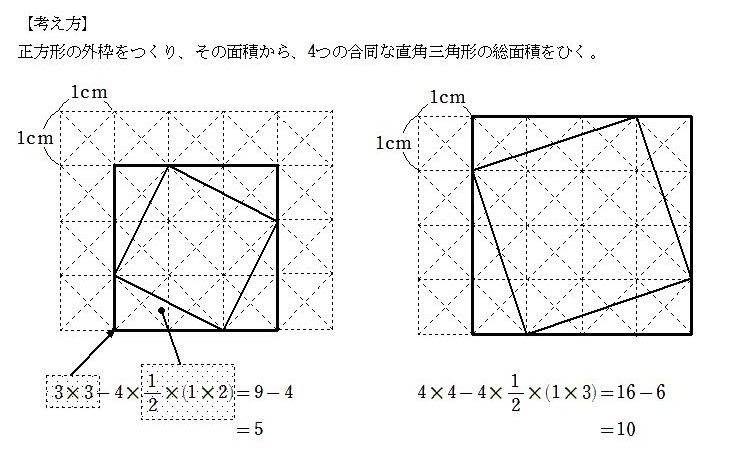 【考え方】
正方形の外枠をつくり、その面積から、4つの合同な直角三角形の総面積をひく。
1cm
1cm
1cm
1cm
3×3−4×1/2×(1×2)=9−4
=5
4×4−4×1/2×(1×3)=16−6
=10